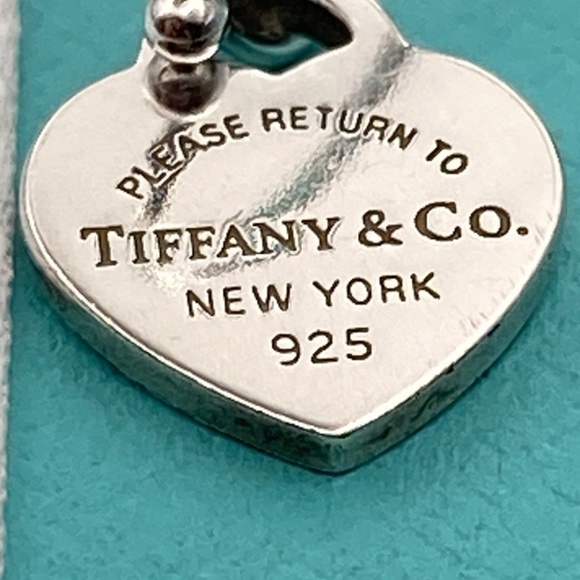 PLEASE RETURN TO
TIFFANY & CO.
NEW YORK
925